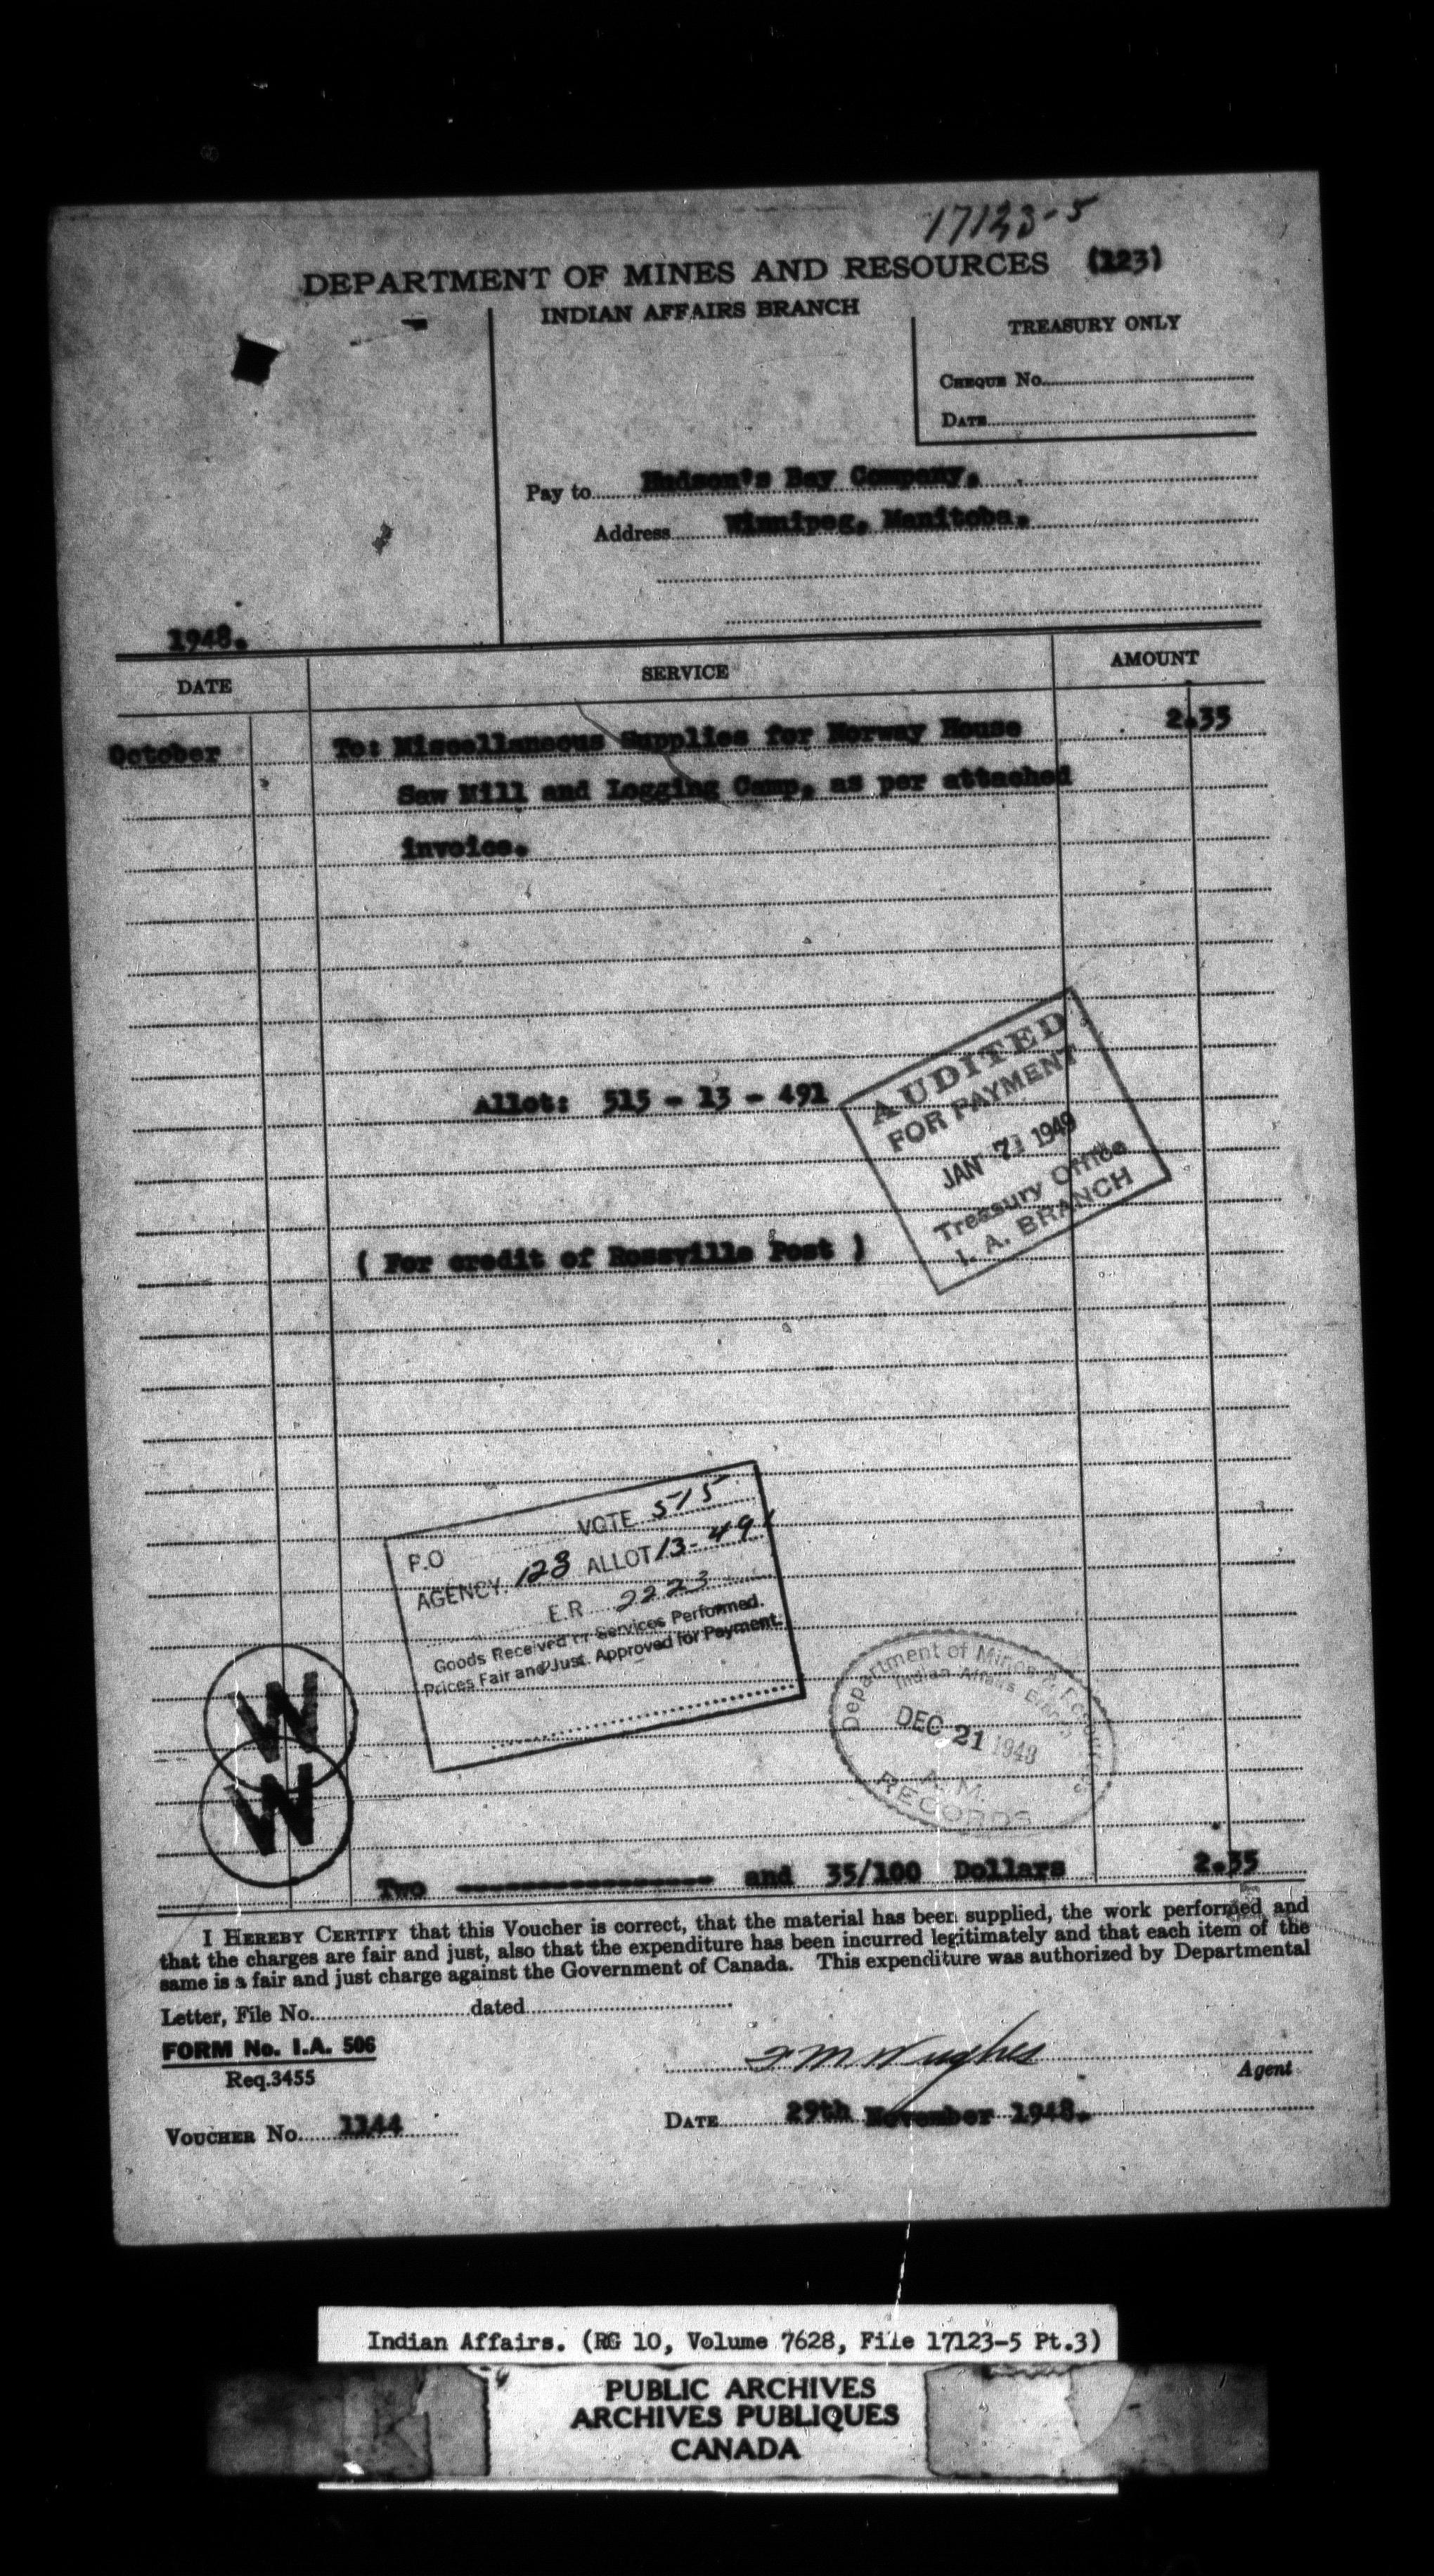 17123-5
DEPARTMENT OF MINES AND RESOURCES (123)
INDIAN AFFAIRS BRANCH
TREASURY ONLY
CHEQUE No.
DATE
Pay to Hudson's Bay Company.
Address Winnipeg, Manitoba.
1948.
DATE SERVICE AMOUNT
October To: Miscellaneous Supplies for Norway House 2.35
Saw Mill and Logging Camp, as per attached
invoice.
AUDITED
FOR PAYMENT
JAN 7 1949
Treasury Office
I. A. BRANCH
Allot: 515 - 13 - 491
( For credit of Rossville Post )
VOTE 515
P.O
AGENCY. 123 ALLOT 13-491
E.R 2223
Goods Received or Services Performed.
Prices Fair and Just. Approved for Payment.
W
W
Department of Mines & Resources
Indian Affairs Branch
DEC 21 1948
A. M.
RECORDS
Two ---------------- and 35/100 Dollars 2.35
I HEREBY CERTIFY that this Voucher is correct, that the material has been supplied, the work performed and
that the charges are fair and just, also that the expenditure has been incurred legitimately and that each item of the
same is a fair and just charge against the Government of Canada. This expenditure was authorized by Departmental
Letter, File No. dated
FORM No. I.A. 506
Req.3455
Hughes
Agent
VOUCHER No. 1144
DATE 29th November 1948.
Indian Affairs. (RG 10, Volume 7628, File 17123-5 Pt.3)
PUBLIC ARCHIVES
ARCHIVES PUBLIQUES
CANADA